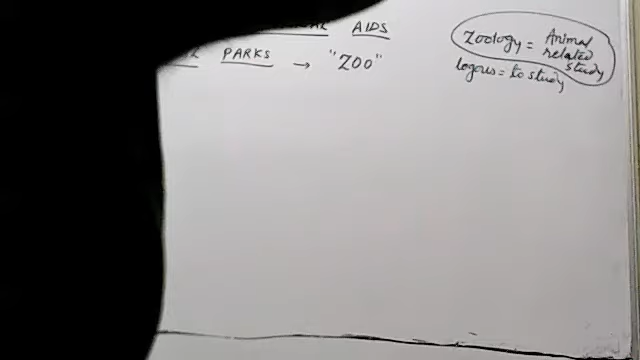 AIDS
PARKS → "ZOO"
Zoology = Animal
related
study
logous = to study